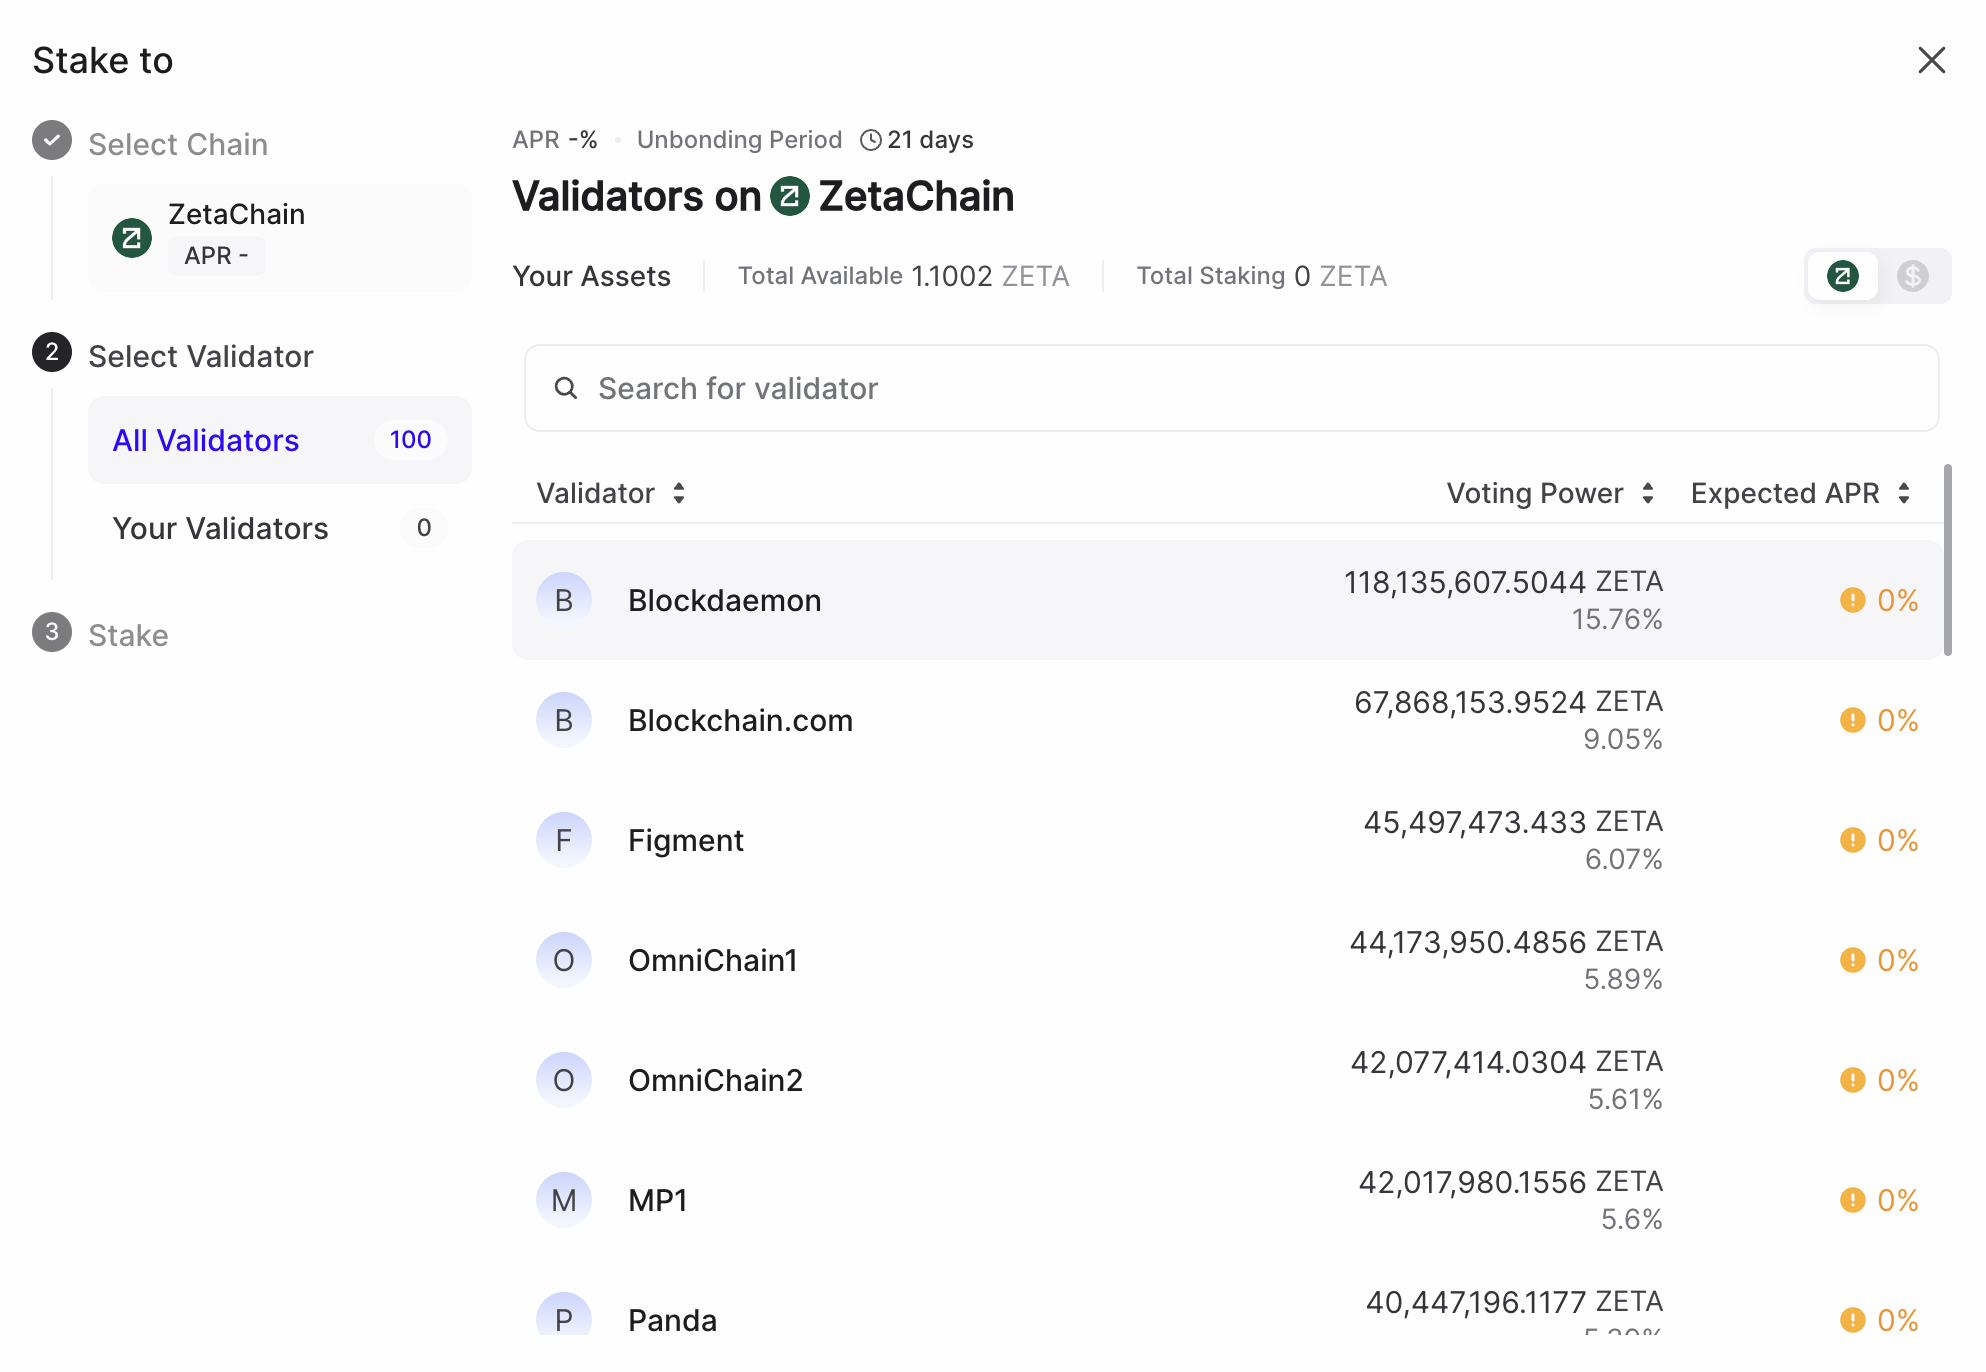 Stake to
Select Chain
ZetaChain
APR -
2 Select Validator
All Validators 100
Your Validators 0
3 Stake
APR -% • Unbonding Period 21 days
Validators on ZetaChain
Your Assets Total Available 1.1002 ZETA Total Staking 0 ZETA
$
Search for validator
Validator Voting Power Expected APR
B Blockdaemon 118,135,607.5044 ZETA ! 0%
15.76%
B Blockchain.com 67,868,153.9524 ZETA ! 0%
9.05%
F Figment 45,497,473.433 ZETA ! 0%
6.07%
O OmniChain1 44,173,950.4856 ZETA ! 0%
5.89%
O OmniChain2 42,077,414.0304 ZETA ! 0%
5.61%
M MP1 42,017,980.1556 ZETA ! 0%
5.6%
P Panda 40,447,196.1177 ZETA ! 0%